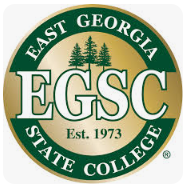 EAST GEORGIA
EGSC
Est. 1973
STATE COLLEGE
®